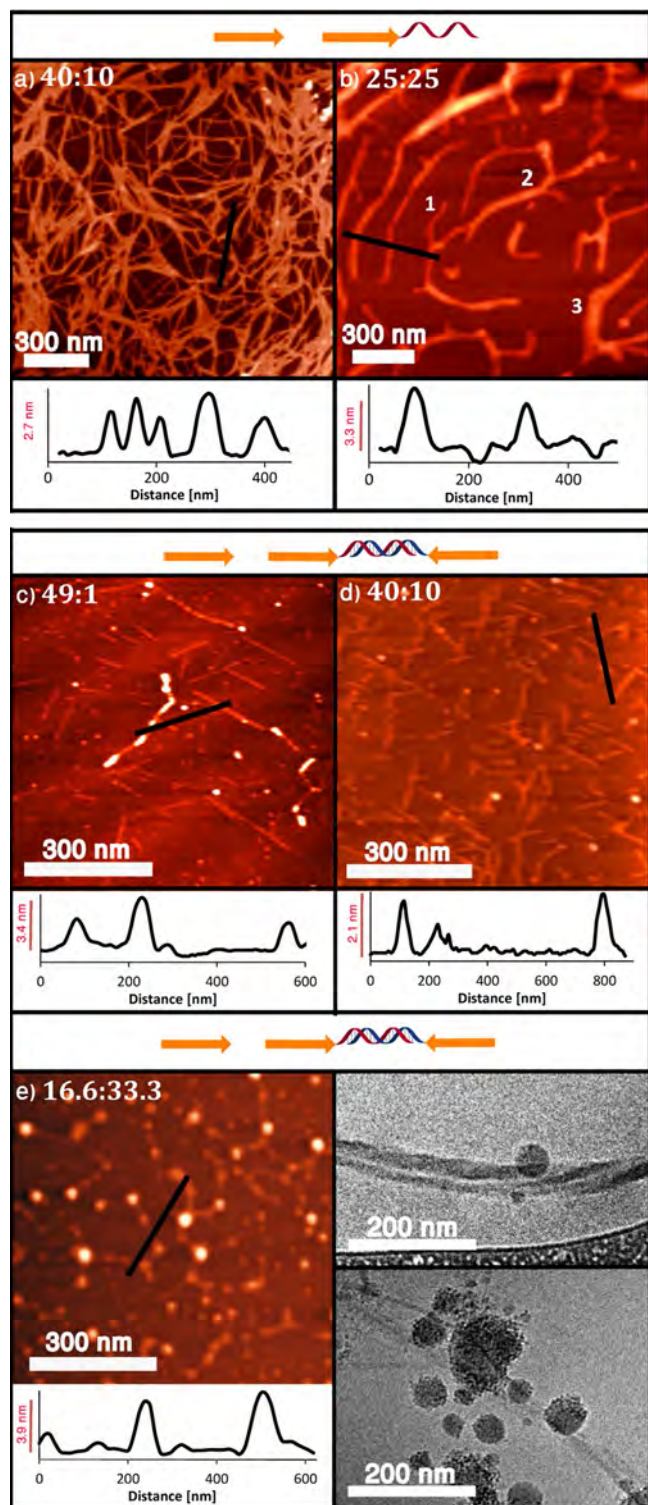 a) 40:10
300 nm
b) 25:25
1
2
3
300 nm
2.7 nm
0
200
400
Distance [nm]
3.3 nm
0
200
400
Distance [nm]
c) 49:1
300 nm
d) 40:10
300 nm
3.4 nm
0
200
400
600
Distance [nm]
2.1 nm
0
200
400
600
800
Distance [nm]
e) 16.6:33.3
300 nm
200 nm
3.9 nm
0
200
400
600
Distance [nm]
200 nm